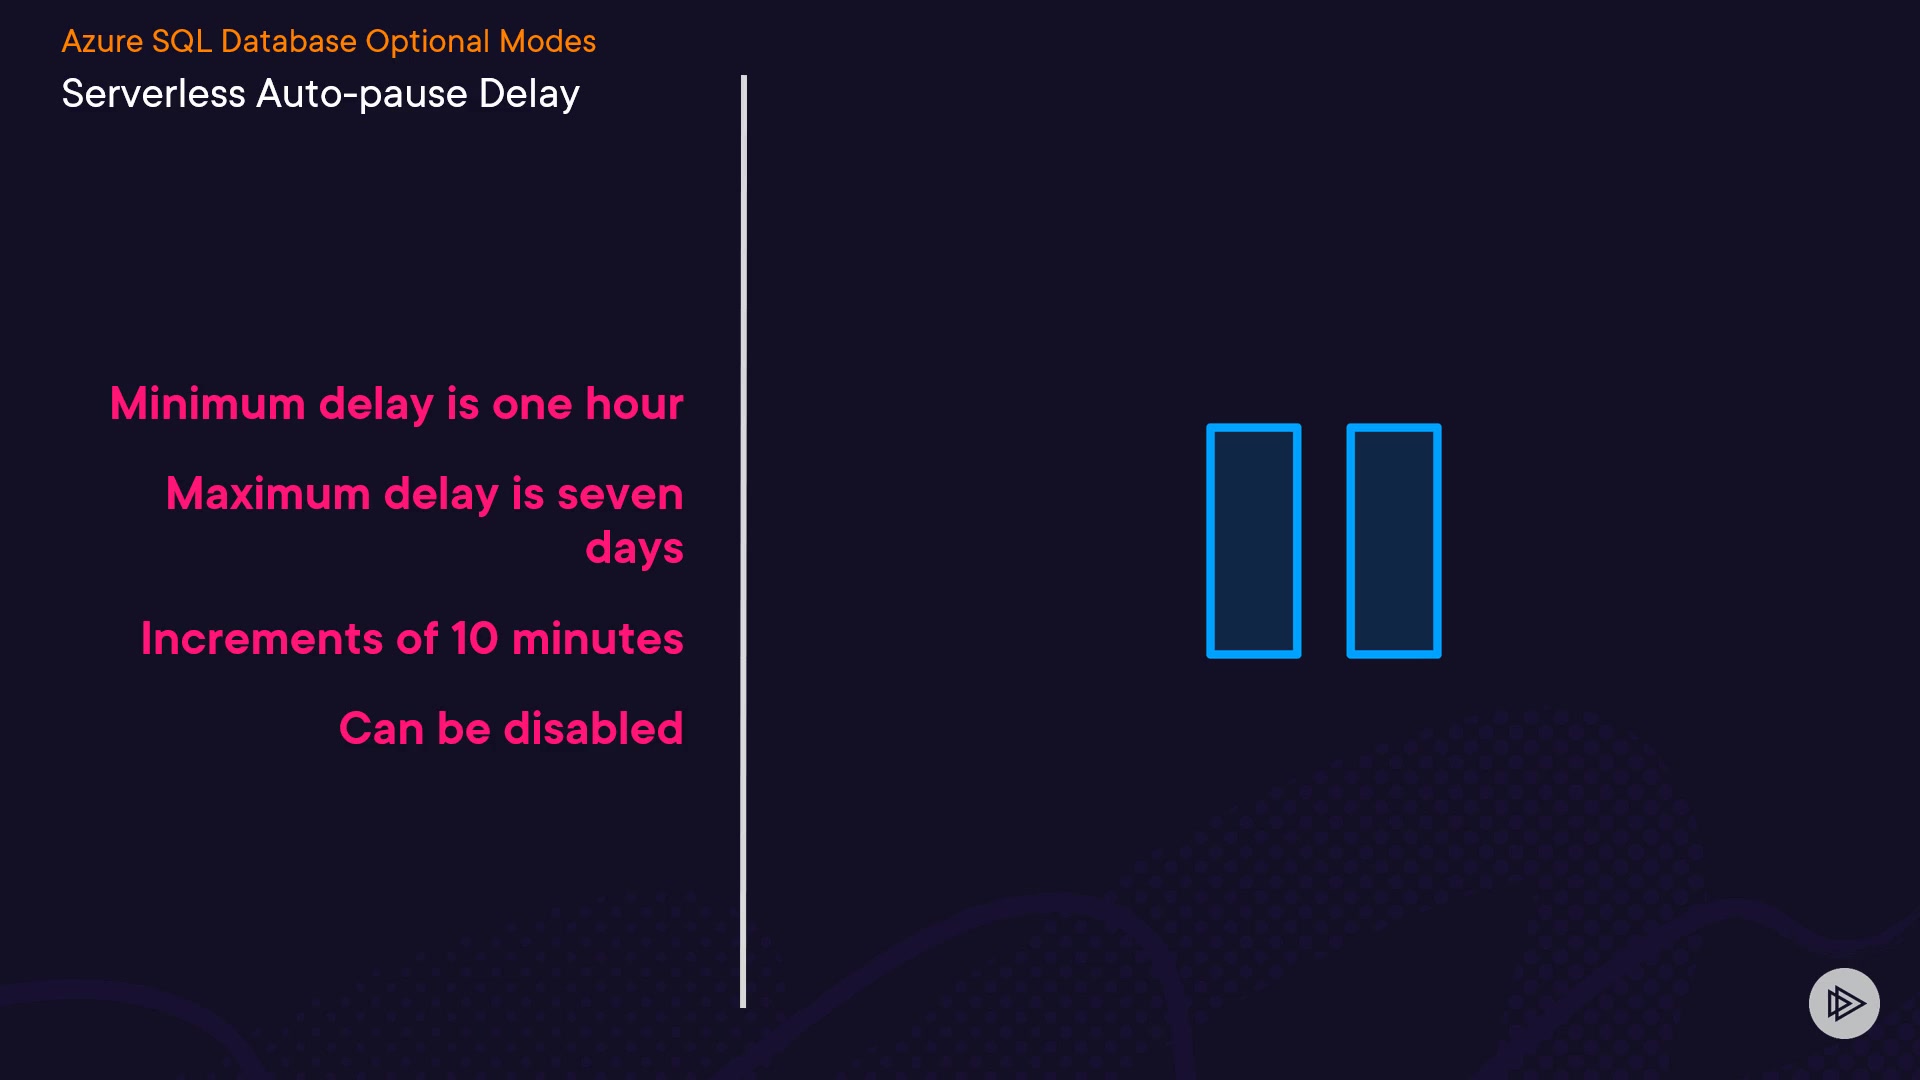 Azure SQL Database Optional Modes
Serverless Auto-pause Delay
Minimum delay is one hour
Maximum delay is seven
days
Increments of 10 minutes
Can be disabled